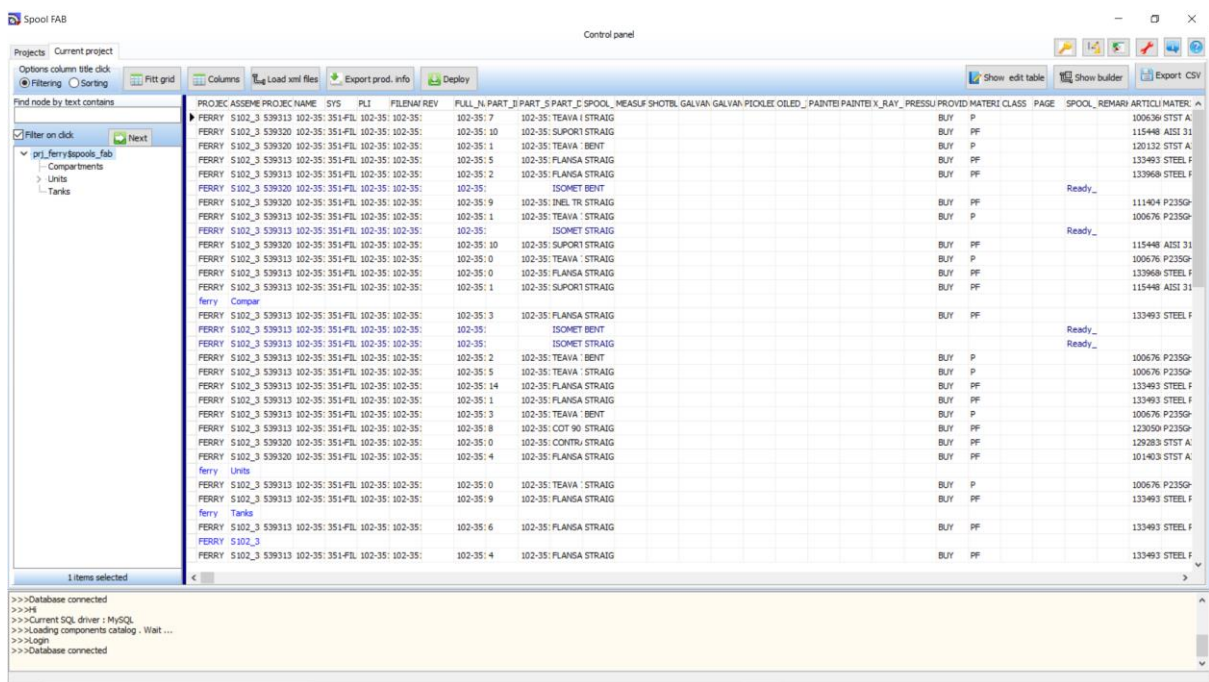 Spool FAB
Control panel
Projects Current project
Options column title click
Filtering Sorting Fitt grid Columns Load xml files Export prod. info Deploy Show edit table Show builder Export CSV
Find node by text contains
Filter on click Next
prj_ferry$spools_fab
Compartments
Units
Tanks
PROJEC ASSEME PROJEC NAME SYS PLI FILENAM REV FULL_N PART_I PART_S PART_D SPOOL_ MEASUR SHOTBL GALVAN GALVAN PICKLEI OILED_ PAINTEI PAINTEI X_RAY_ PRESSU PROVID MATERI CLASS PAGE SPOOL_ REMAR ARTICL MATER
FERRY S102_3 539313 102-35: 351-FIL 102-35: 102-35: 102-35: 7 102-35: TEAVA STRAIG BUY P 100636 STST A
FERRY S102_3 539320 102-35: 351-FIL 102-35: 102-35: 102-35: 10 102-35: SUPORT STRAIG BUY PF 115448 AISI 31
FERRY S102_3 539320 102-35: 351-FIL 102-35: 102-35: 102-35: 1 102-35: TEAVA BENT BUY P 120132 STST A
FERRY S102_3 539313 102-35: 351-FIL 102-35: 102-35: 102-35: 5 102-35: FLANSA STRAIG BUY PF 133493 STEEL F
FERRY S102_3 539313 102-35: 351-FIL 102-35: 102-35: 102-35: 2 102-35: FLANSA STRAIG BUY PF 133968 STEEL F
FERRY S102_3 539320 102-35: 351-FIL 102-35: 102-35: 102-35: ISOMET BENT Ready_
FERRY S102_3 539320 102-35: 351-FIL 102-35: 102-35: 102-35: 9 102-35: INEL TR STRAIG BUY PF 111404 P235GH
FERRY S102_3 539313 102-35: 351-FIL 102-35: 102-35: 102-35: 1 102-35: TEAVA STRAIG BUY P 100676 P235GH
FERRY S102_3 539313 102-35: 351-FIL 102-35: 102-35: 102-35: ISOMET STRAIG Ready_
FERRY S102_3 539320 102-35: 351-FIL 102-35: 102-35: 102-35: 10 102-35: SUPORT STRAIG BUY PF 115448 AISI 31
FERRY S102_3 539313 102-35: 351-FIL 102-35: 102-35: 102-35: 0 102-35: TEAVA STRAIG BUY P 100676 P235GH
FERRY S102_3 539313 102-35: 351-FIL 102-35: 102-35: 102-35: 0 102-35: FLANSA STRAIG BUY PF 133968 STEEL F
FERRY S102_3 539320 102-35: 351-FIL 102-35: 102-35: 102-35: 1 102-35: SUPORT STRAIG BUY PF 115448 AISI 31
ferry Compar
FERRY S102_3 539313 102-35: 351-FIL 102-35: 102-35: 102-35: 3 102-35: FLANSA STRAIG BUY PF 133493 STEEL F
FERRY S102_3 539313 102-35: 351-FIL 102-35: 102-35: 102-35: ISOMET BENT Ready_
FERRY S102_3 539313 102-35: 351-FIL 102-35: 102-35: 102-35: ISOMET STRAIG Ready_
FERRY S102_3 539313 102-35: 351-FIL 102-35: 102-35: 102-35: 2 102-35: TEAVA BENT BUY P 100676 P235GH
FERRY S102_3 539313 102-35: 351-FIL 102-35: 102-35: 102-35: 5 102-35: TEAVA STRAIG BUY P 100676 P235GH
FERRY S102_3 539313 102-35: 351-FIL 102-35: 102-35: 102-35: 14 102-35: FLANSA STRAIG BUY PF 133493 STEEL F
FERRY S102_3 539313 102-35: 351-FIL 102-35: 102-35: 102-35: 1 102-35: FLANSA STRAIG BUY PF 133493 STEEL F
FERRY S102_3 539313 102-35: 351-FIL 102-35: 102-35: 102-35: 3 102-35: TEAVA BENT BUY P 100676 P235GH
FERRY S102_3 539313 102-35: 351-FIL 102-35: 102-35: 102-35: 8 102-35: COT 90 STRAIG BUY PF 123050 P235GH
FERRY S102_3 539320 102-35: 351-FIL 102-35: 102-35: 102-35: 0 102-35: CONTR STRAIG BUY PF 129283 STST A
FERRY S102_3 539320 102-35: 351-FIL 102-35: 102-35: 102-35: 4 102-35: FLANSA STRAIG BUY PF 101403 STST A
ferry Units
FERRY S102_3 539313 102-35: 351-FIL 102-35: 102-35: 102-35: 0 102-35: TEAVA STRAIG BUY P 100676 P235GH
FERRY S102_3 539313 102-35: 351-FIL 102-35: 102-35: 102-35: 9 102-35: FLANSA STRAIG BUY PF 133493 STEEL F
ferry Tanks
FERRY S102_3 539313 102-35: 351-FIL 102-35: 102-35: 102-35: 6 102-35: FLANSA STRAIG BUY PF 133493 STEEL F
FERRY S102_3
FERRY S102_3 539313 102-35: 351-FIL 102-35: 102-35: 102-35: 4 102-35: FLANSA STRAIG BUY PF 133493 STEEL F
1 items selected
>>>Database connected
>>>Hi
>>>Current SQL driver : MySQL
>>>Loading components catalog . Wait ...
>>>Login
>>>Database connected